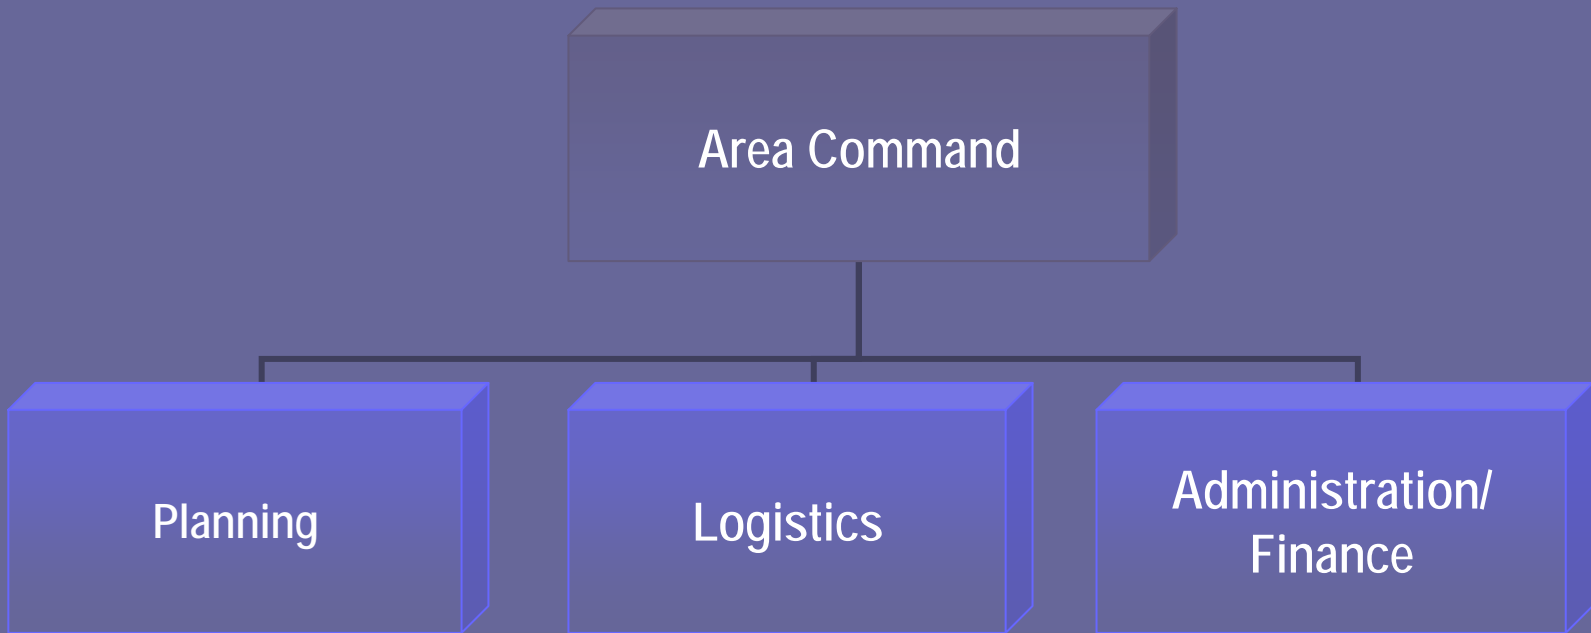 Area Command
Planning
Logistics
Administration/
Finance